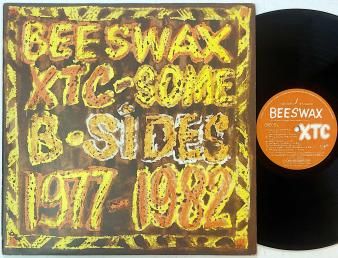 BEESWAX
XTC-SOME
B·SiDES
1977-1982
BEESWAX
·XTC